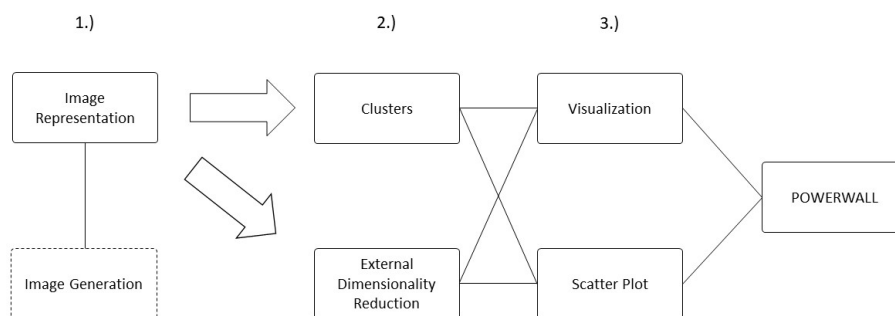 1.)
2.)
3.)
Image
Representation
Clusters
Visualization
POWERWALL
Image Generation
External
Dimensionality
Reduction
Scatter Plot